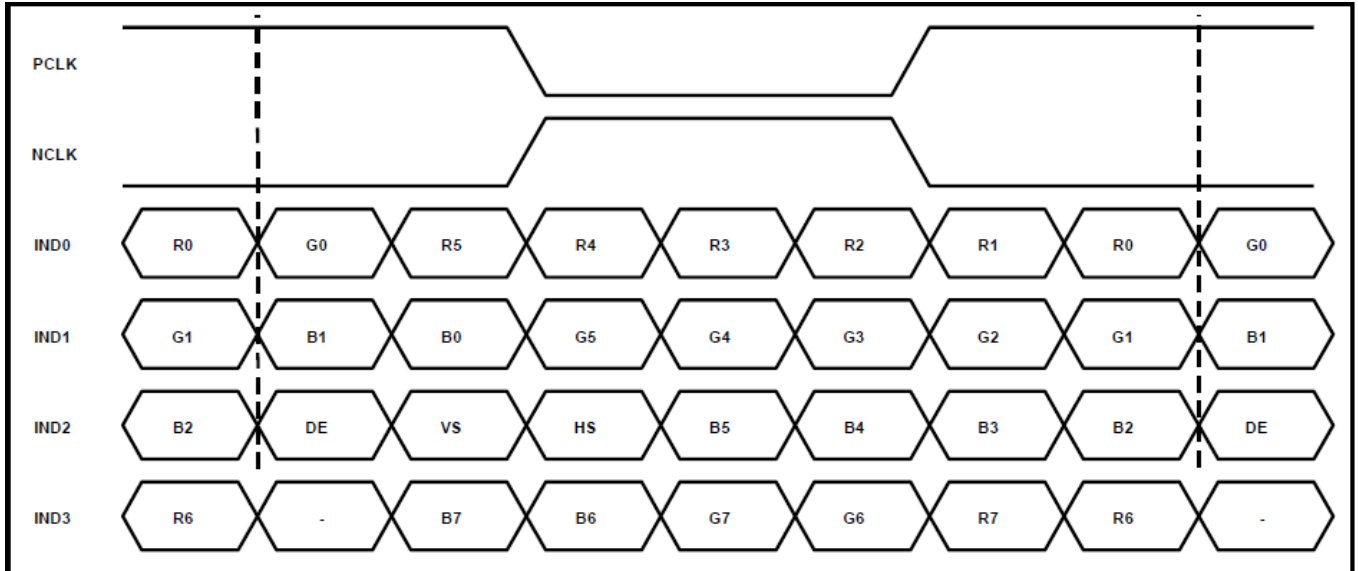 PCLK
NCLK
IND0 R0 G0 R5 R4 R3 R2 R1 R0 G0
IND1 G1 B1 B0 G5 G4 G3 G2 G1 B1
IND2 B2 DE VS HS B5 B4 B3 B2 DE
IND3 R6 - B7 B6 G7 G6 R7 R6 -